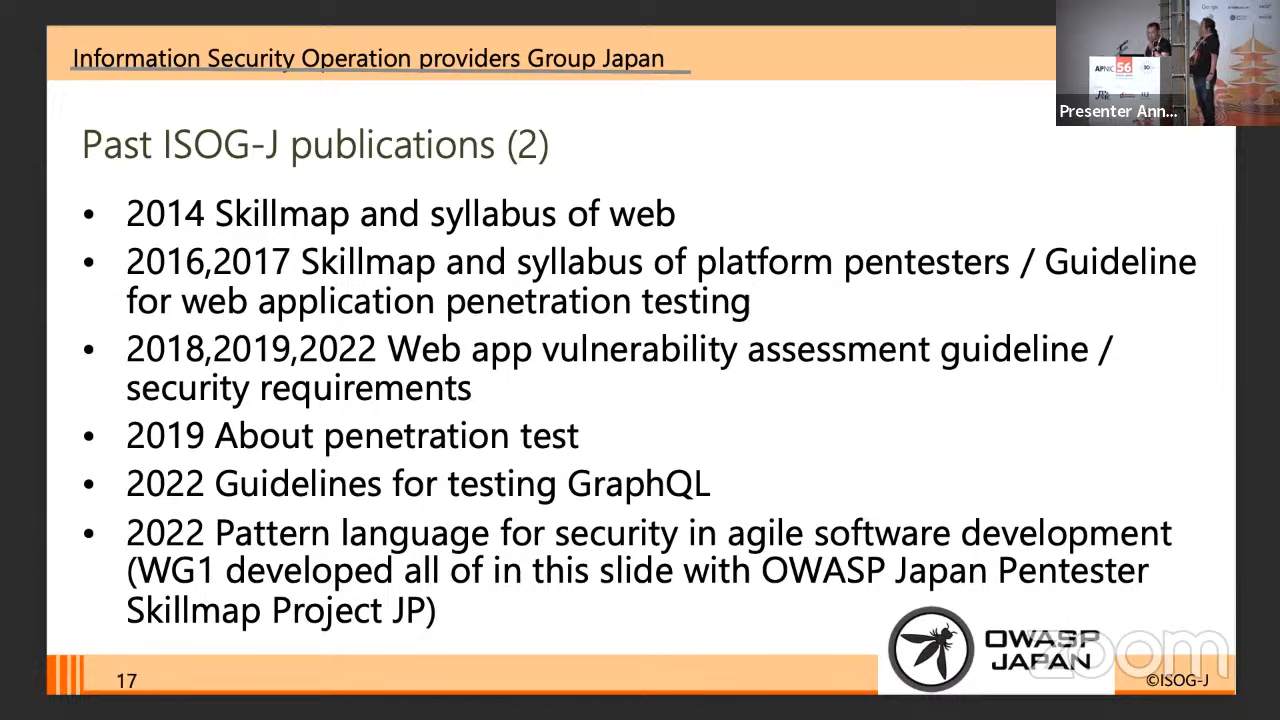 Information Security Operation providers Group Japan
APNIC 56
Google
Presenter Ann...
Past ISOG-J publications (2)
• 2014 Skillmap and syllabus of web
• 2016,2017 Skillmap and syllabus of platform pentesters / Guideline
for web application penetration testing
• 2018,2019,2022 Web app vulnerability assessment guideline /
security requirements
• 2019 About penetration test
• 2022 Guidelines for testing GraphQL
• 2022 Pattern language for security in agile software development
(WG1 developed all of in this slide with OWASP Japan Pentester
Skillmap Project JP)
OWASP
JAPAN
zoom
17
©ISOG-J